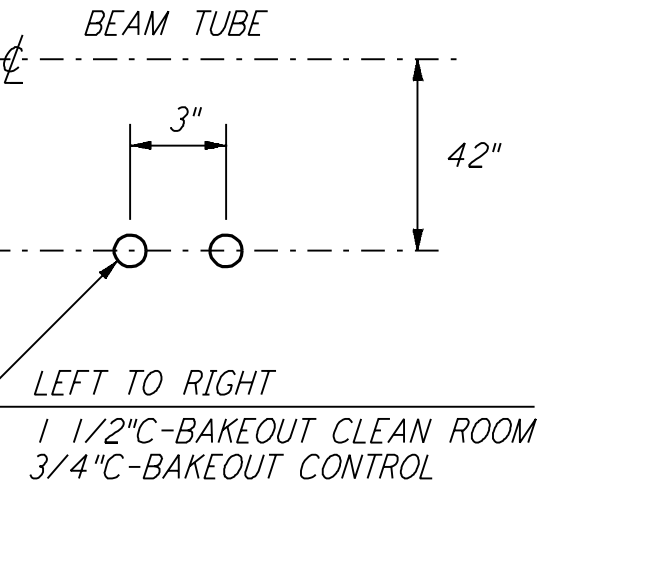 BEAM TUBE
℄
3"
42"
LEFT TO RIGHT
1 1/2"C-BAKEOUT CLEAN ROOM
3/4"C-BAKEOUT CONTROL